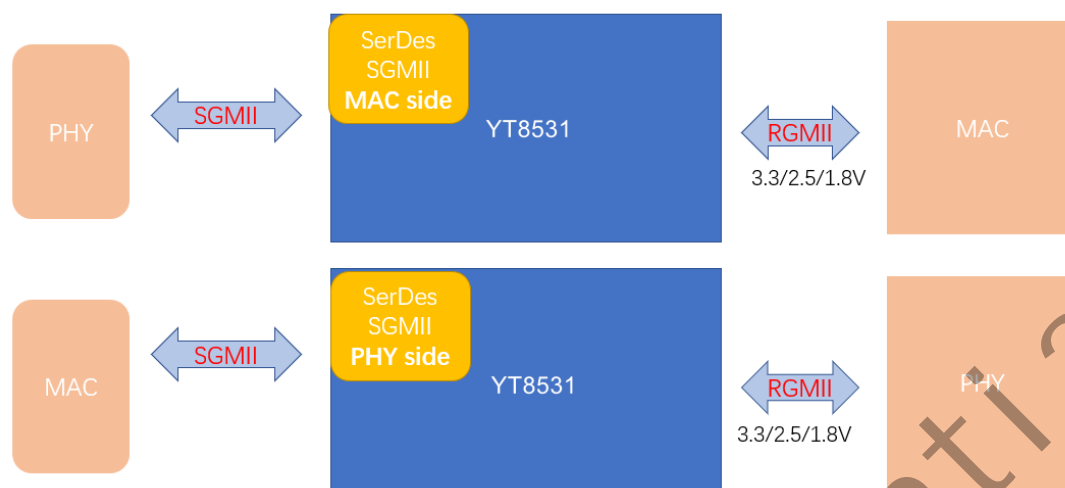 SerDes
SGMII
MAC side
PHY
SGMII
YT8531
RGMII
MAC
3.3/2.5/1.8V
SerDes
SGMII
PHY side
MAC
SGMII
YT8531
RGMII
PHY
3.3/2.5/1.8V